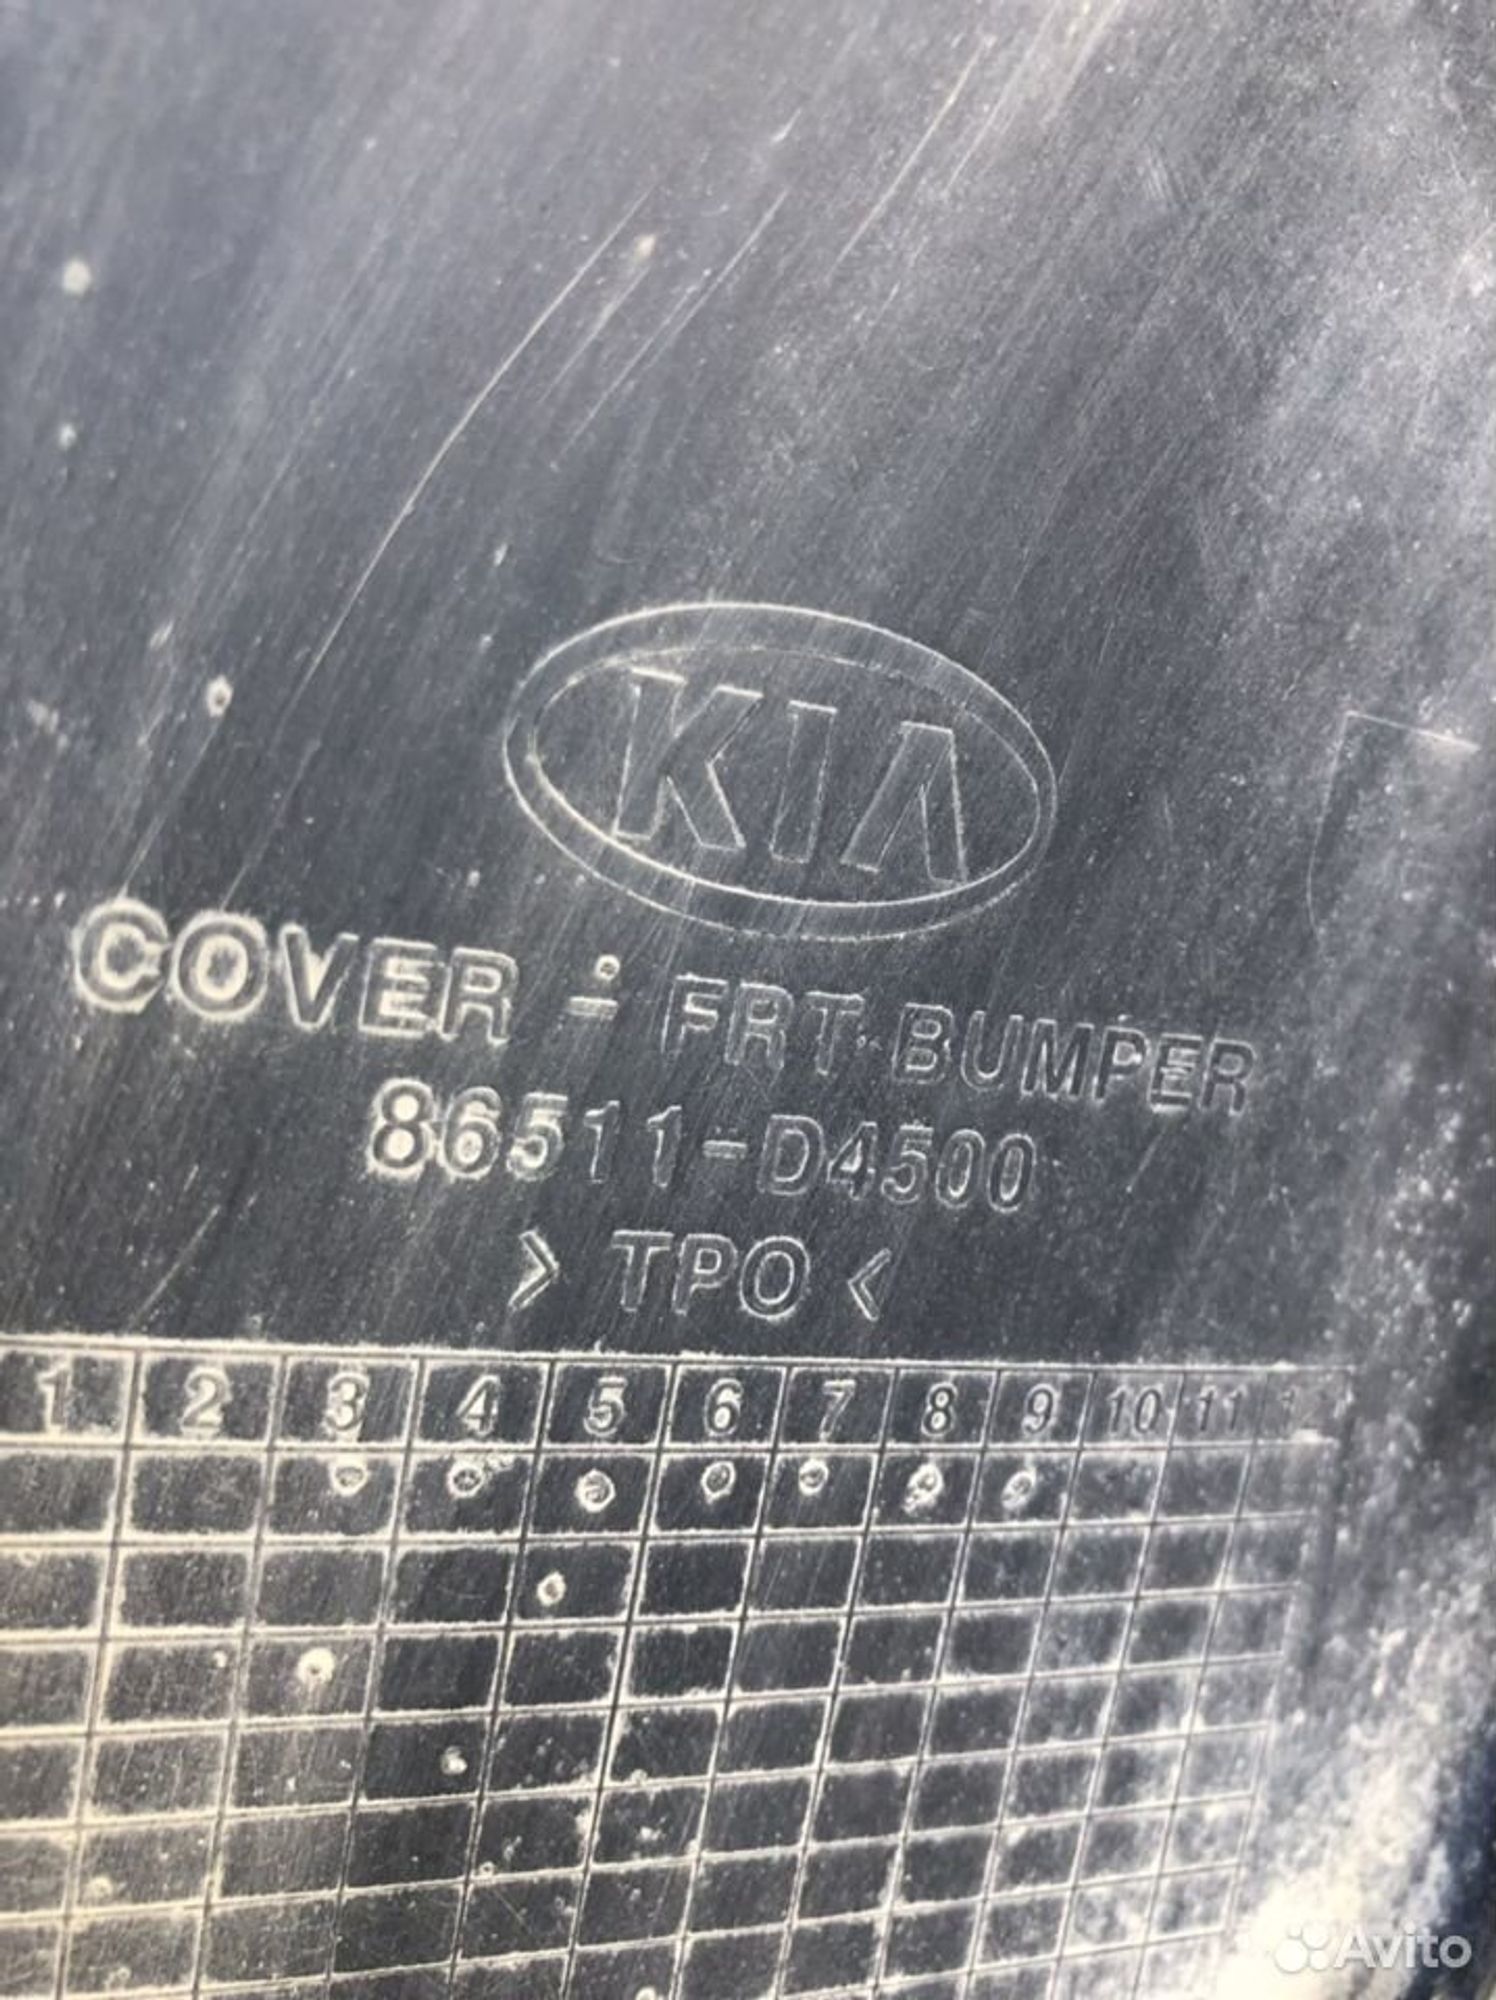 KIA
COVER - FRT BUMPER
86511-D4500
> TPO <
1 2 3 4 5 6 7 8 9 10 11
Avito